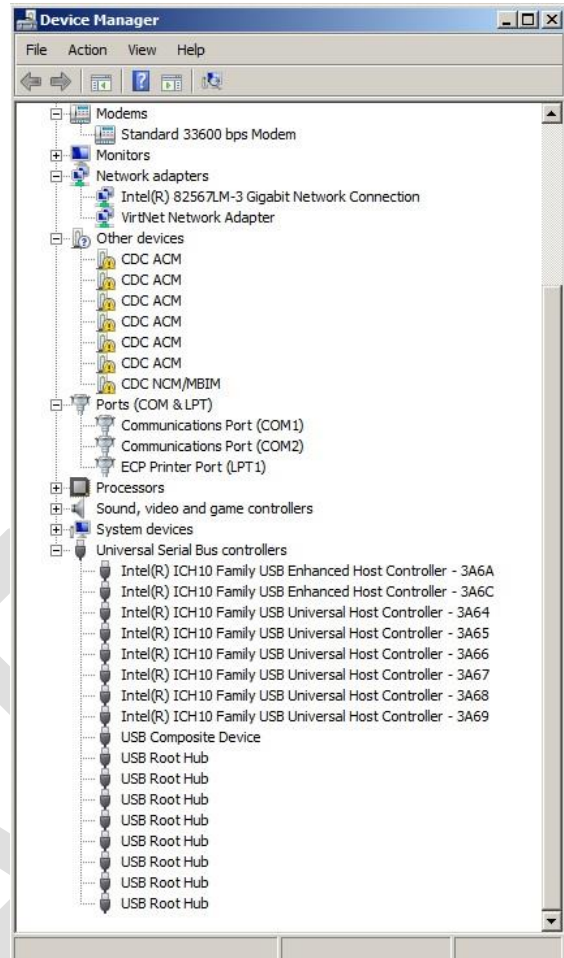 Device Manager
File Action View Help
Modems
Standard 33600 bps Modem
Monitors
Network adapters
Intel(R) 82567LM-3 Gigabit Network Connection
VirtNet Network Adapter
Other devices
CDC ACM
CDC ACM
CDC ACM
CDC ACM
CDC ACM
CDC ACM
CDC NCM/MBIM
Ports (COM & LPT)
Communications Port (COM1)
Communications Port (COM2)
ECP Printer Port (LPT1)
Processors
Sound, video and game controllers
System devices
Universal Serial Bus controllers
Intel(R) ICH10 Family USB Enhanced Host Controller - 3A6A
Intel(R) ICH10 Family USB Enhanced Host Controller - 3A6C
Intel(R) ICH10 Family USB Universal Host Controller - 3A64
Intel(R) ICH10 Family USB Universal Host Controller - 3A65
Intel(R) ICH10 Family USB Universal Host Controller - 3A66
Intel(R) ICH10 Family USB Universal Host Controller - 3A67
Intel(R) ICH10 Family USB Universal Host Controller - 3A68
Intel(R) ICH10 Family USB Universal Host Controller - 3A69
USB Composite Device
USB Root Hub
USB Root Hub
USB Root Hub
USB Root Hub
USB Root Hub
USB Root Hub
USB Root Hub
USB Root Hub